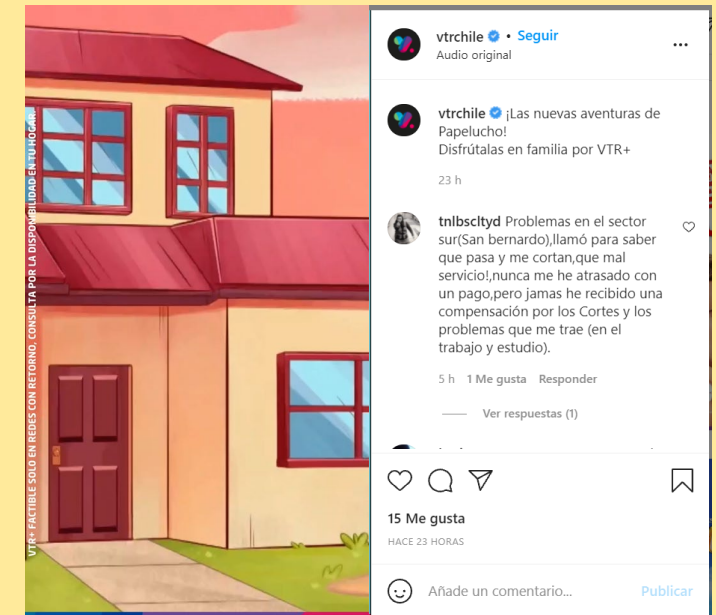 VTR+ FACTIBLE SOLO EN REDES CON RETORNO, CONSULTA POR LA DISPONIBILIDAD EN TU HOGAR.
vtrchile • Seguir
Audio original
vtrchile ¡Las nuevas aventuras de
Papelucho!
Disfrútalas en familia por VTR+
23 h
tnlbscltyd Problemas en el sector
sur(San bernardo),llamó para saber
que pasa y me cortan,que mal
servicio!,nunca me he atrasado con
un pago,pero jamas he recibido una
compensación por los Cortes y los
problemas que me trae (en el
trabajo y estudio).
5 h 1 Me gusta Responder
Ver respuestas (1)
15 Me gusta
HACE 23 HORAS
Añade un comentario...
Publicar